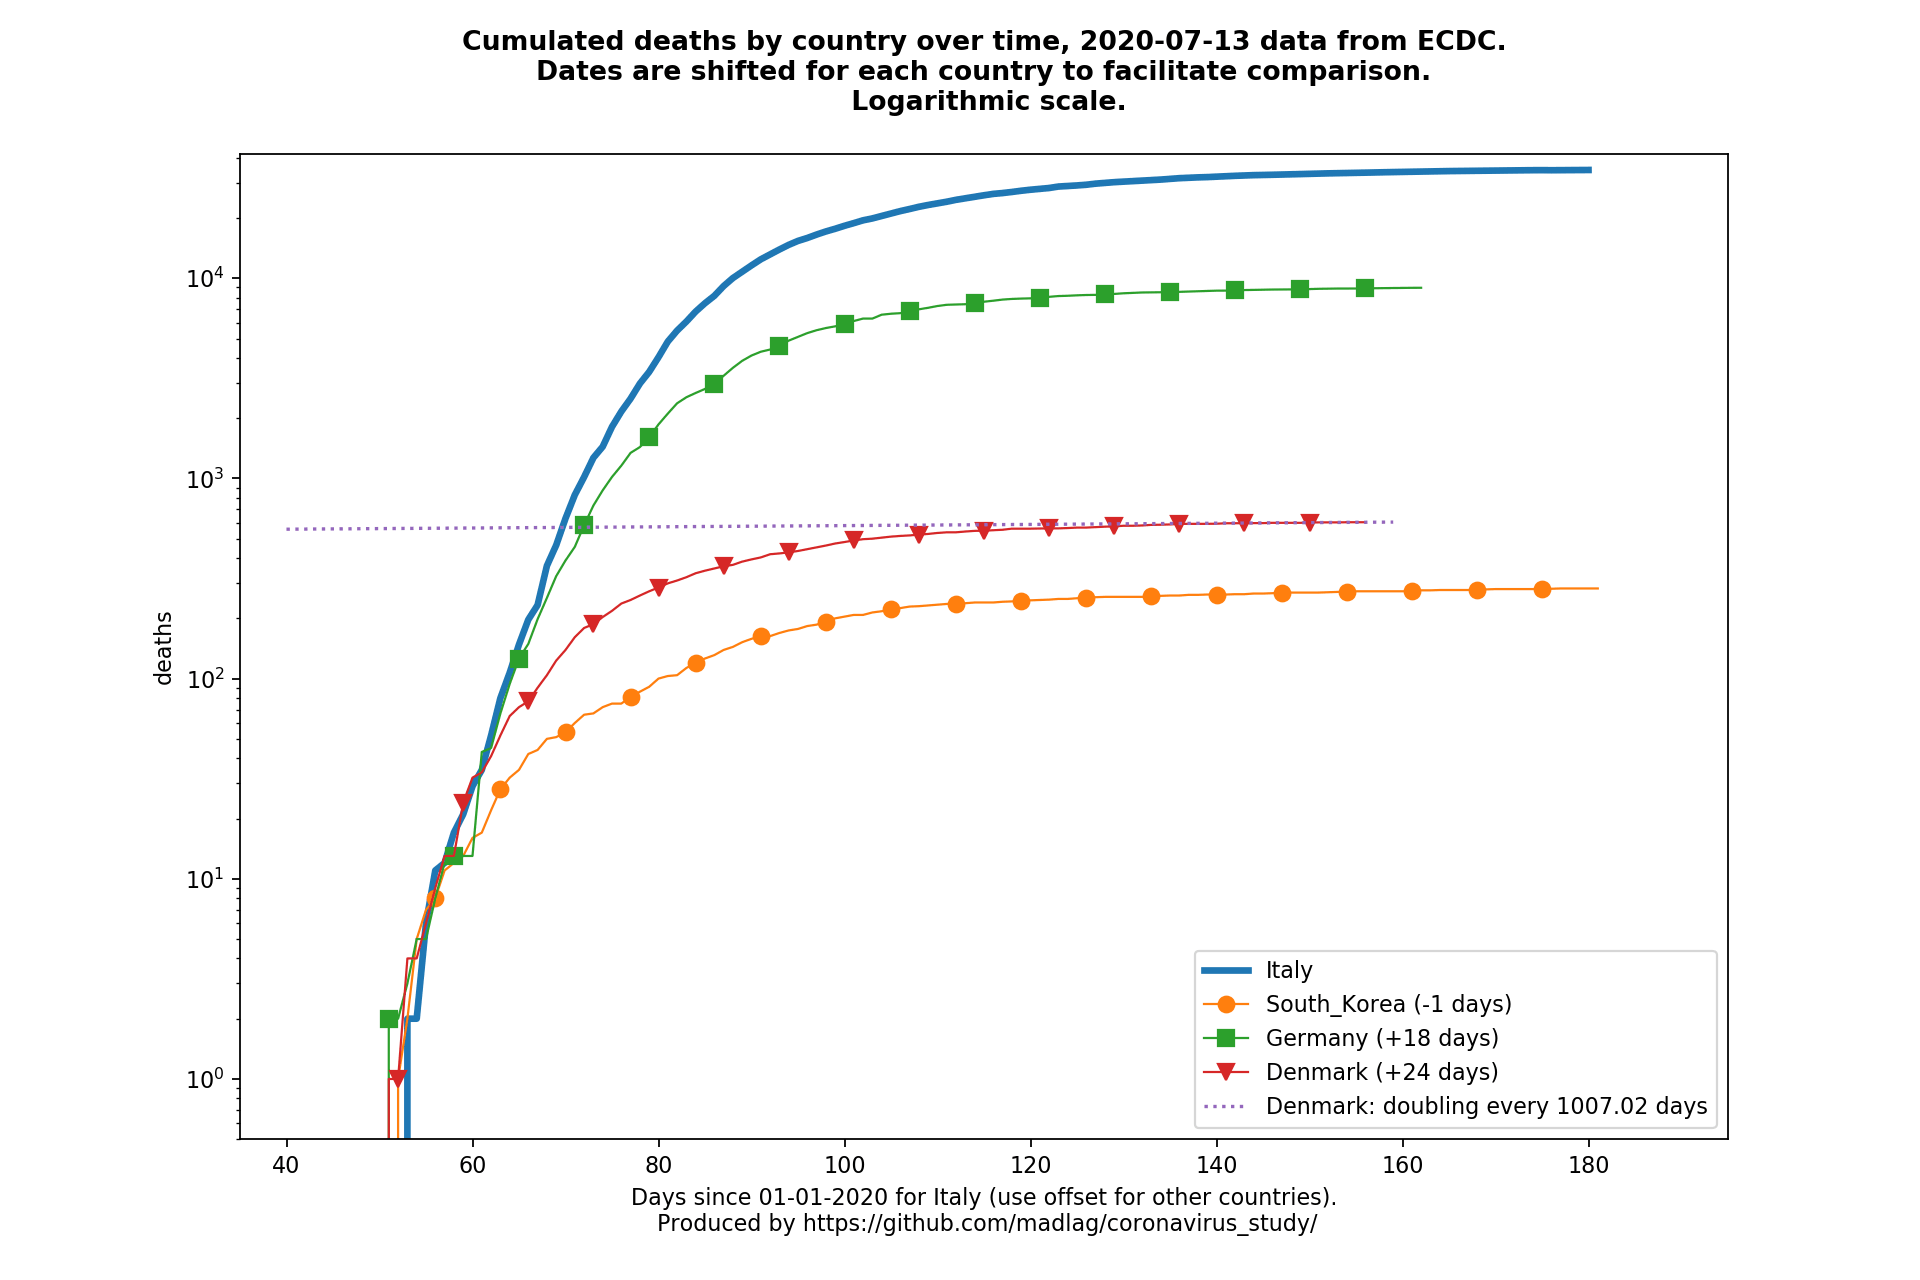 Cumulated deaths by country over time, 2020-07-13 data from ECDC.
Dates are shifted for each country to facilitate comparison.
Logarithmic scale.
deaths
10^4
10^3
10^2
10^1
10^0
40 60 80 100 120 140 160 180
Italy
South_Korea (-1 days)
Germany (+18 days)
Denmark (+24 days)
Denmark: doubling every 1007.02 days
Days since 01-01-2020 for Italy (use offset for other countries).
Produced by https://github.com/madlag/coronavirus_study/